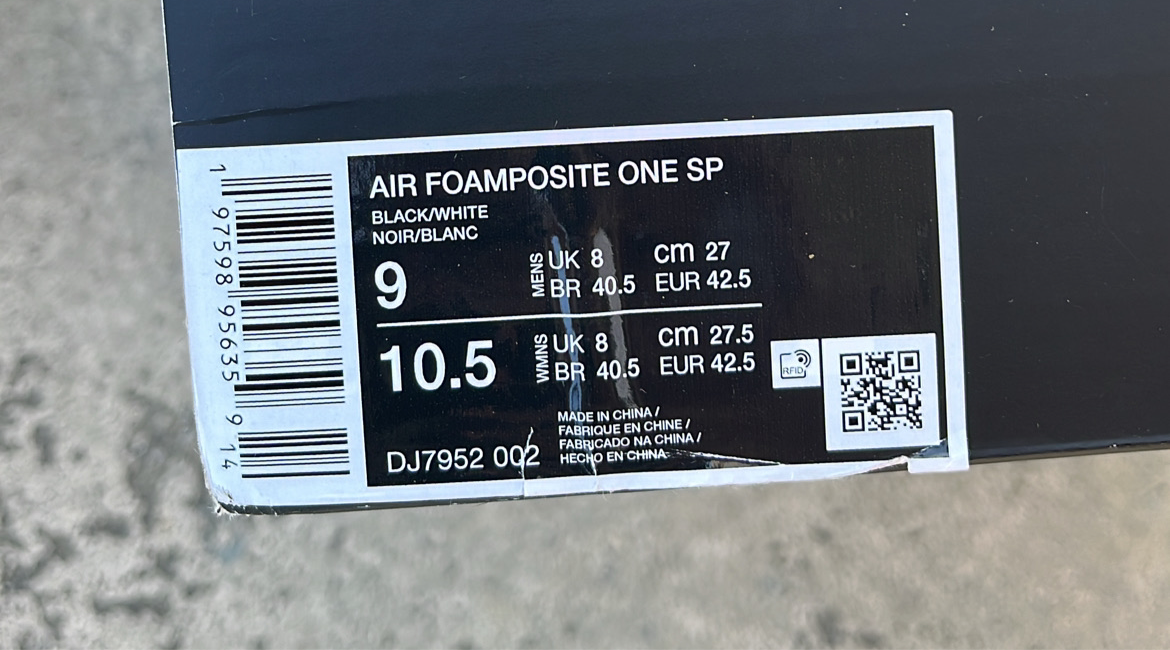 AIR FOAMPOSITE ONE SP
BLACK/WHITE
NOIR/BLANC
9
MENS
UK 8
BR 40.5
cm 27
EUR 42.5
10.5
WMNS
UK 8
BR 40.5
cm 27.5
EUR 42.5
RFID
MADE IN CHINA /
FABRIQUE EN CHINE /
FABRICADO NA CHINA /
HECHO EN CHINA
DJ7952 002
1 97598 95635 9 14